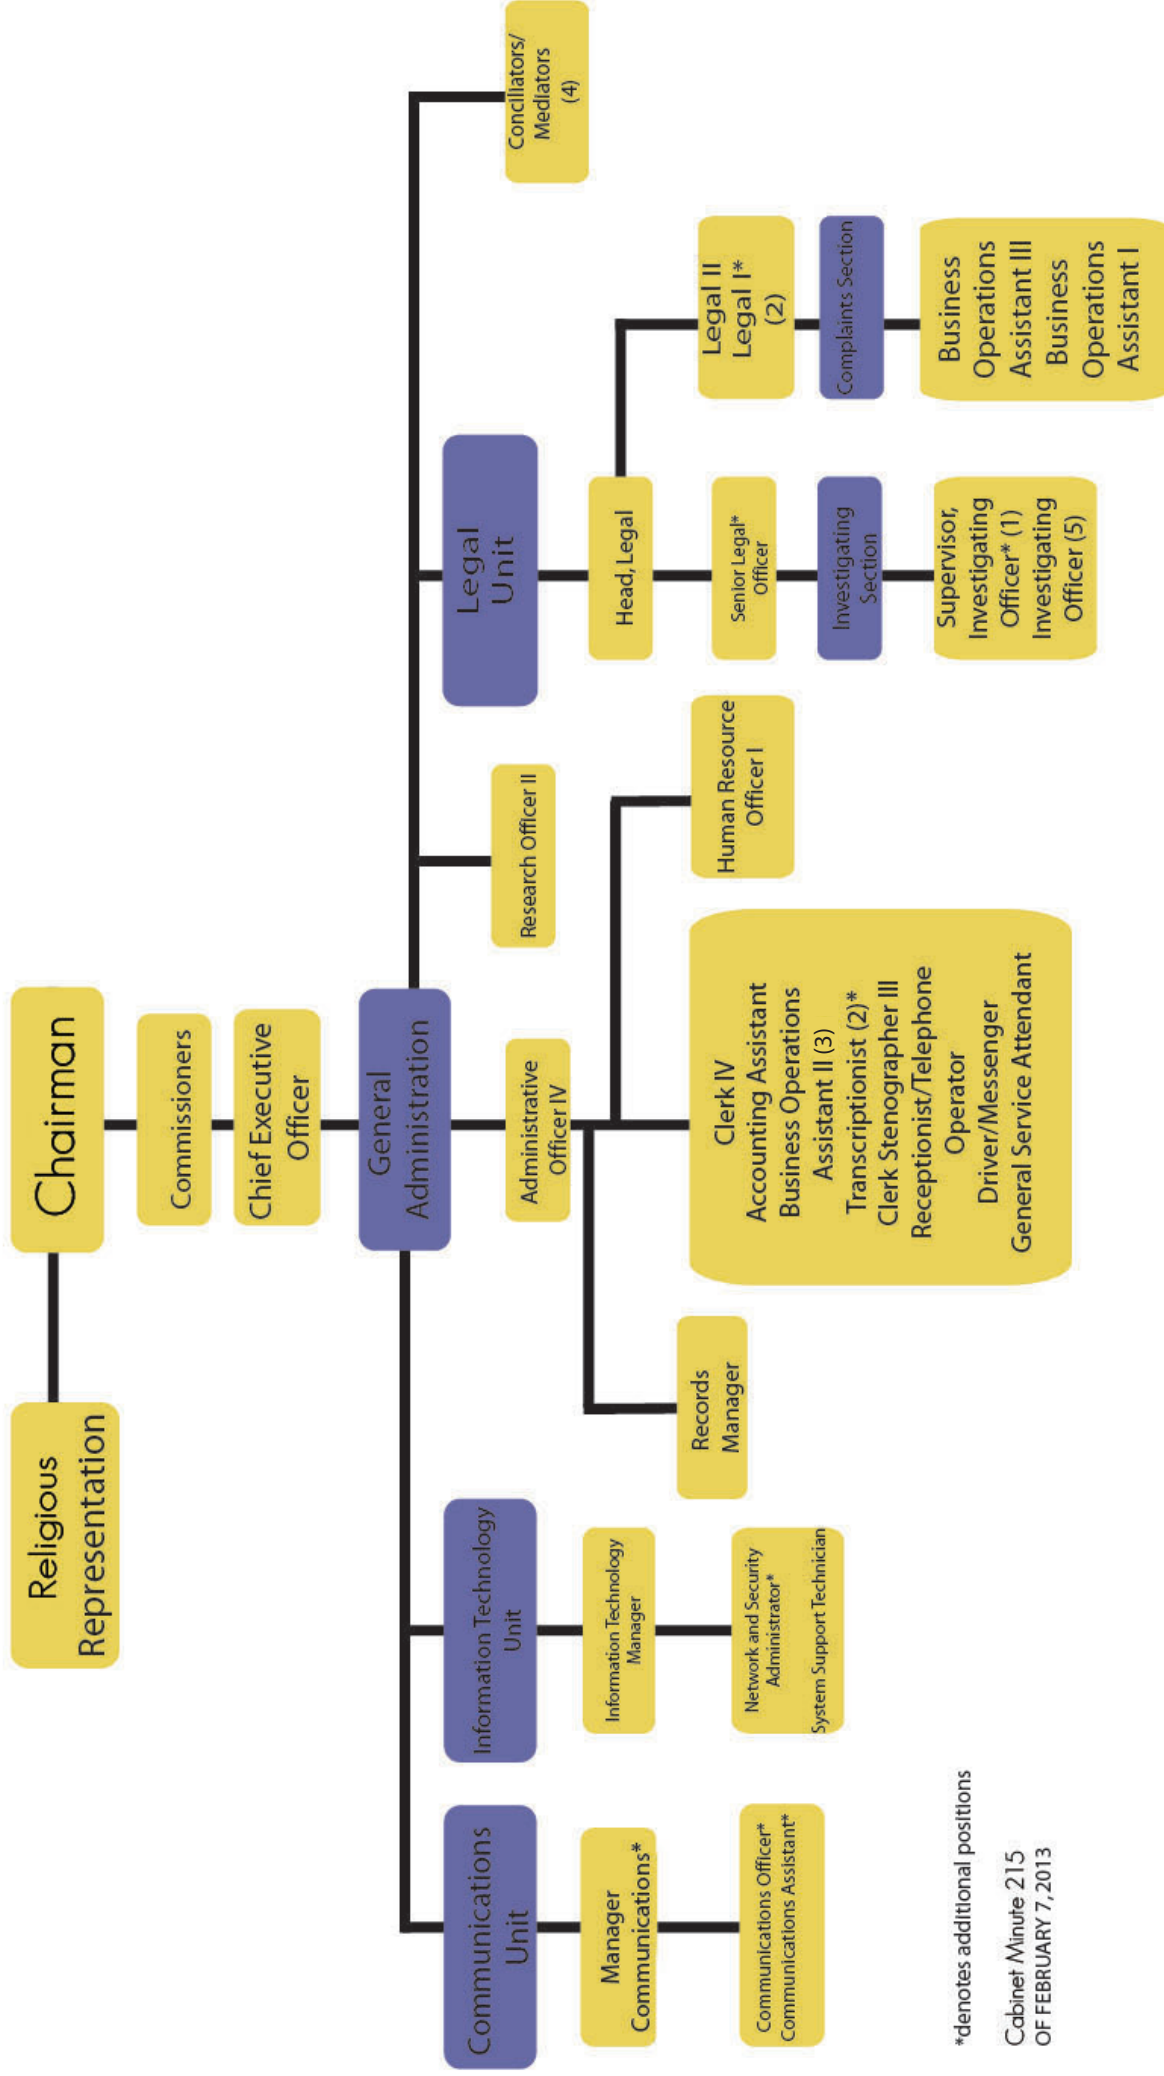 Religious
Representation
Chairman
Commissioners
Chief Executive
Officer
General
Administration
Communications
Unit
Manager
Communications*
Communications Officer*
Communications Assistant*
Information Technology
Unit
Information Technology
Manager
Network and Security
Administrator*
System Support Technician
Administrative
Officer IV
Records
Manager
Clerk IV
Accounting Assistant
Business Operations
Assistant II (3)
Transcriptionist (2)*
Clerk Stenographer III
Receptionist/Telephone
Operator
Driver/Messenger
General Service Attendant
Human Resource
Officer I
Research Officer II
Legal
Unit
Head, Legal
Senior Legal*
Officer
Investigating
Section
Supervisor,
Investigating
Officer* (1)
Investigating
Officer (5)
Legal II
Legal I*
(2)
Complaints Section
Business
Operations
Assistant III
Business
Operations
Assistant I
Conciliators/
Mediators
(4)
*denotes additional positions
Cabinet Minute 215
OF FEBRUARY 7, 2013